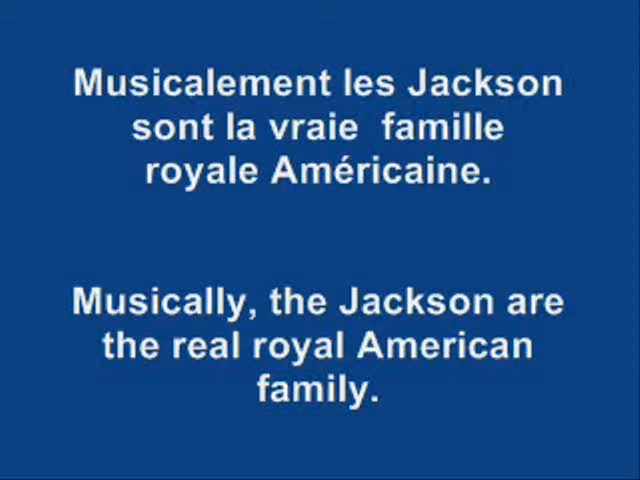 Musicalement les Jackson
sont la vraie  famille
royale Américaine.
Musically, the Jackson are
the real royal American
family.